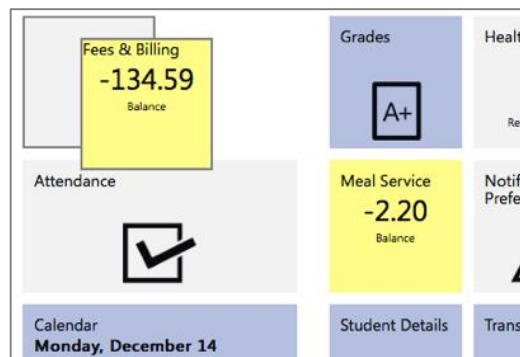 Fees & Billing
-134.59
Balance
Grades
A+
Attendance
Meal Service
-2.20
Balance
Calendar
Monday, December 14
Student Details